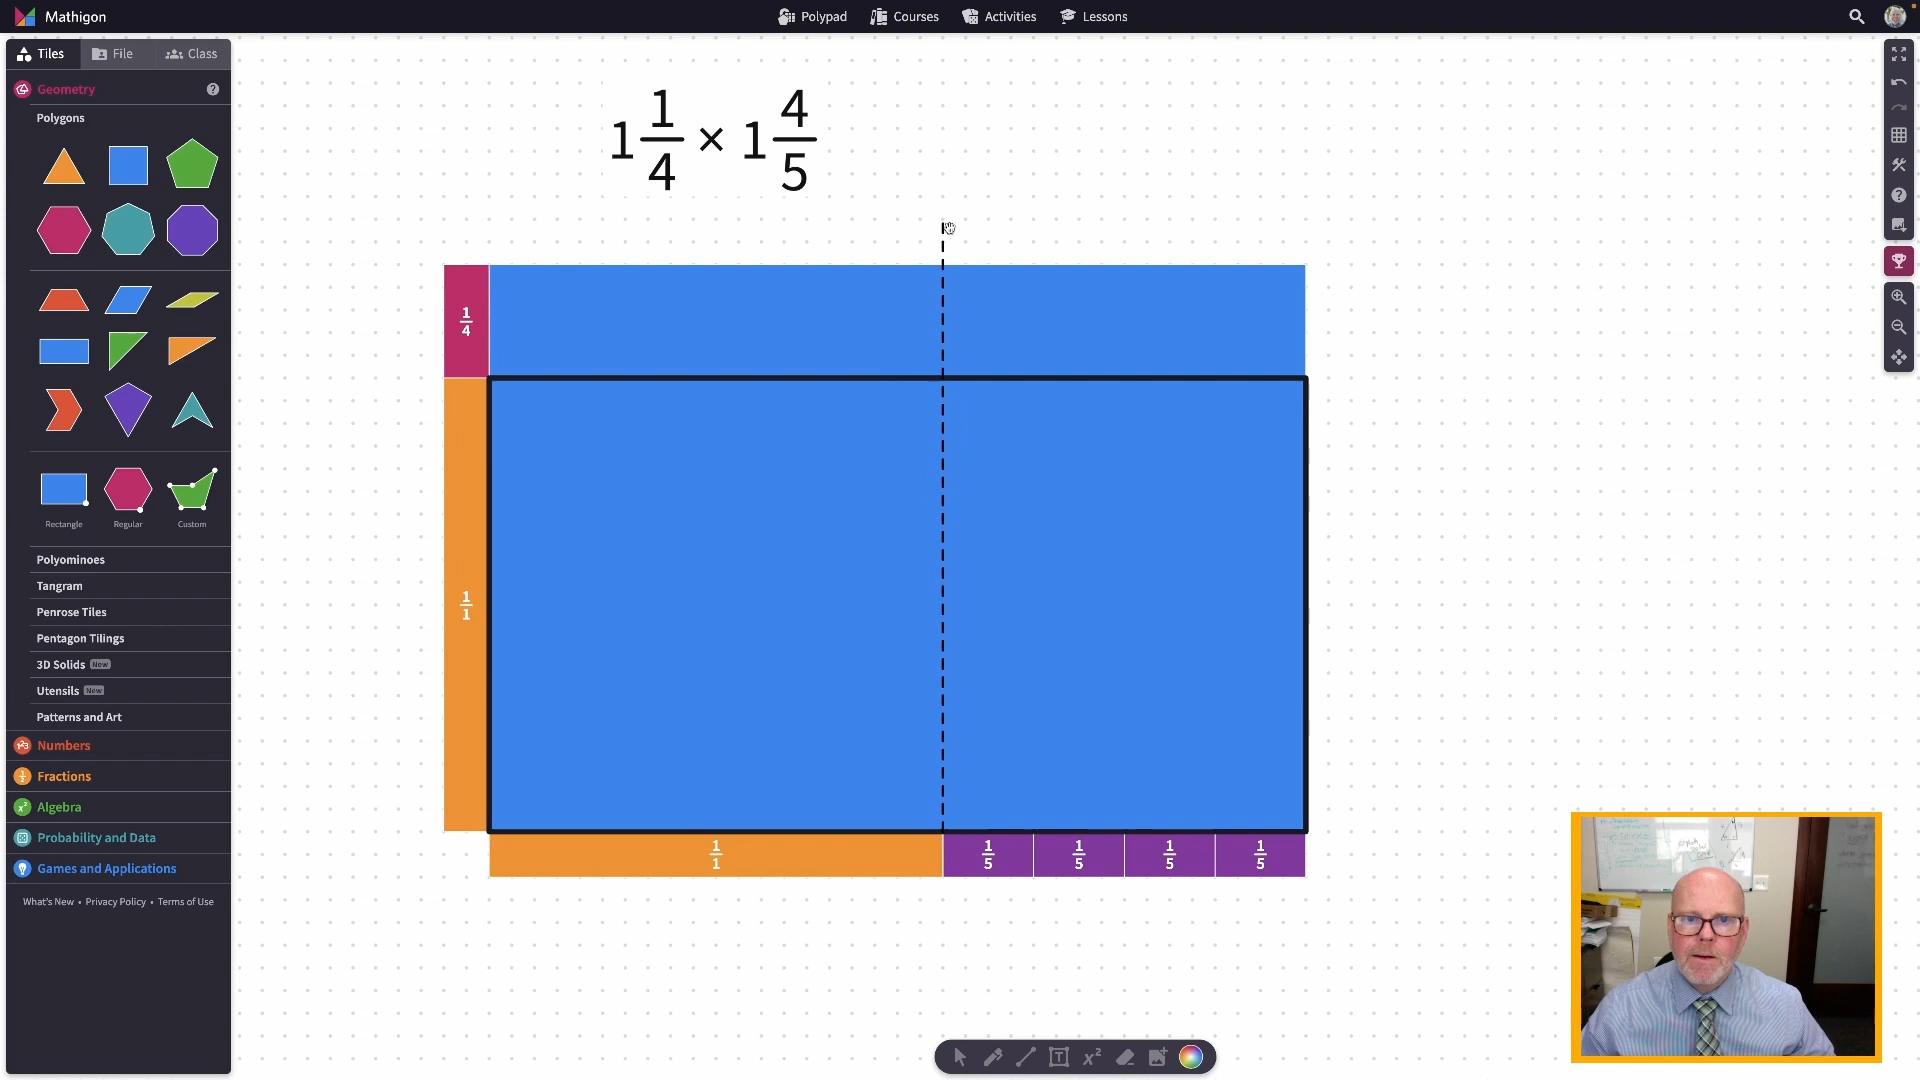 Mathigon
Polypad
Courses
Activities
Lessons
Tiles
File
Class
Geometry
Polygons
Rectangle
Regular
Custom
Polyominoes
Tangram
Penrose Tiles
Pentagon Tilings
3D Solids New
Utensils New
Patterns and Art
Numbers
Fractions
Algebra
Probability and Data
Games and Applications
What's New • Privacy Policy • Terms of Use
1 1/4 × 1 4/5
1/4
1/1
1/1 1/5 1/5 1/5 1/5
T
x²